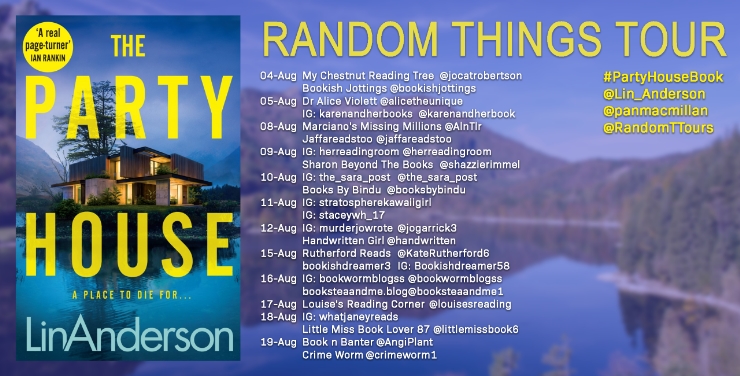 'A real
page-turner'
IAN RANKIN
THE
PARTY
HOUSE
A PLACE TO DIE FOR...
LinAnderson
RANDOM THINGS TOUR
04-Aug My Chestnut Reading Tree @jocatrobertson
Bookish Jottings @bookishjottings
05-Aug Dr Alice Violett @alicetheunique
IG: karenandherbooks @karenandherbook
08-Aug Marciano's Missing Millions @AlnTlr
Jaffareadstoo @jaffareadstoo
09-Aug IG: herreadingroom @herreadingroom
Sharon Beyond The Books @shazzierimmel
10-Aug IG: the_sara_post @the_sara_post
Books By Bindu @booksbybindu
11-Aug IG: stratospherekawaiigirl
IG: staceywh_17
12-Aug IG: murderjowrote @jogarrick3
Handwritten Girl @handwritten
15-Aug Rutherford Reads @KateRutherford6
bookishdreamer3 IG: Bookishdreamer58
16-Aug IG: bookwormblogss @bookwormblogss
booksteaandme.blog@booksteaandme1
17-Aug Louise's Reading Corner @louisesreading
18-Aug IG: whatjaneyreads
Little Miss Book Lover 87 @littlemissbook6
19-Aug Book n Banter @AngiPlant
Crime Worm @crimeworm1
#PartyHouseBook
@Lin_Anderson
@panmacmillan
@RandomTTours